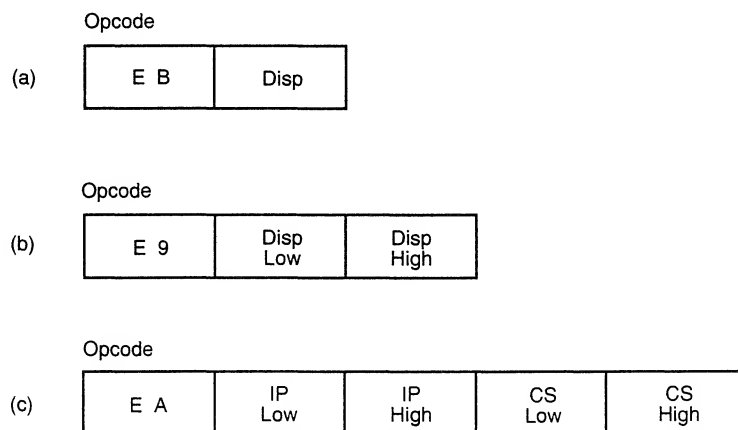 Opcode
(a) E B Disp
Opcode
(b) E 9 Disp Low Disp High
Opcode
(c) E A IP Low IP High CS Low CS High